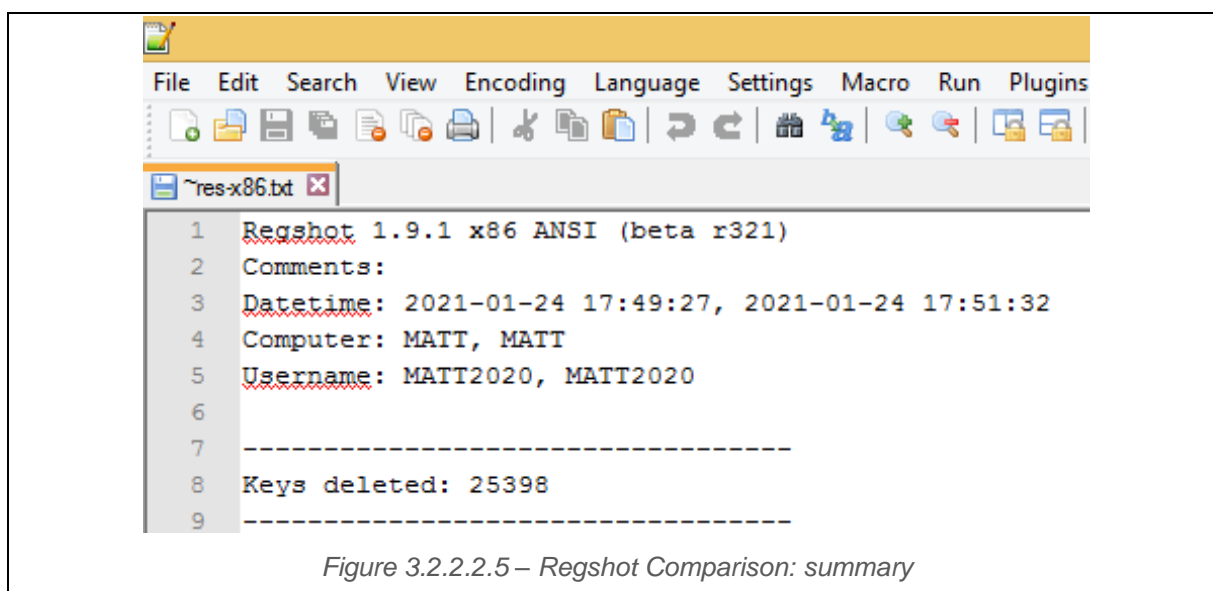 File Edit Search View Encoding Language Settings Macro Run Plugins
~res-x86.txt
1 Regshot 1.9.1 x86 ANSI (beta r321)
2 Comments:
3 Datetime: 2021-01-24 17:49:27, 2021-01-24 17:51:32
4 Computer: MATT, MATT
5 Username: MATT2020, MATT2020
6
7 ----------------------------------
8 Keys deleted: 25398
9 ----------------------------------
Figure 3.2.2.2.5 – Regshot Comparison: summary